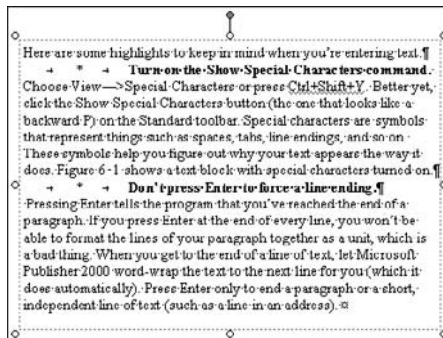 Here are some highlights to keep in mind when you're entering text.¶
→ * → Turn on the Show Special Characters command.
Choose View—>Special Characters or press Ctrl+Shift+Y. Better yet,
click the Show Special Characters button (the one that looks like a
backward P) on the Standard toolbar. Special Characters are symbols
that represent things such as spaces, tabs, line endings, and so on.
These symbols help you figure out why your text appears the way it
does. Figure 6-1 shows a text block with special characters turned on.¶
→ * → Don't press Enter to force a line ending.¶
Pressing Enter tells the program that you've reached the end of a
paragraph. If you press Enter at the end of every line, you won't be
able to format the lines of your paragraph together as a unit, which is
a bad thing. When you get to the end of a line of text, let Microsoft
Publisher 2000 word-wrap the text to the next line for you (which it
does automatically). Press Enter only to end a paragraph or a short,
independent line of text (such as a line in an address). ¤